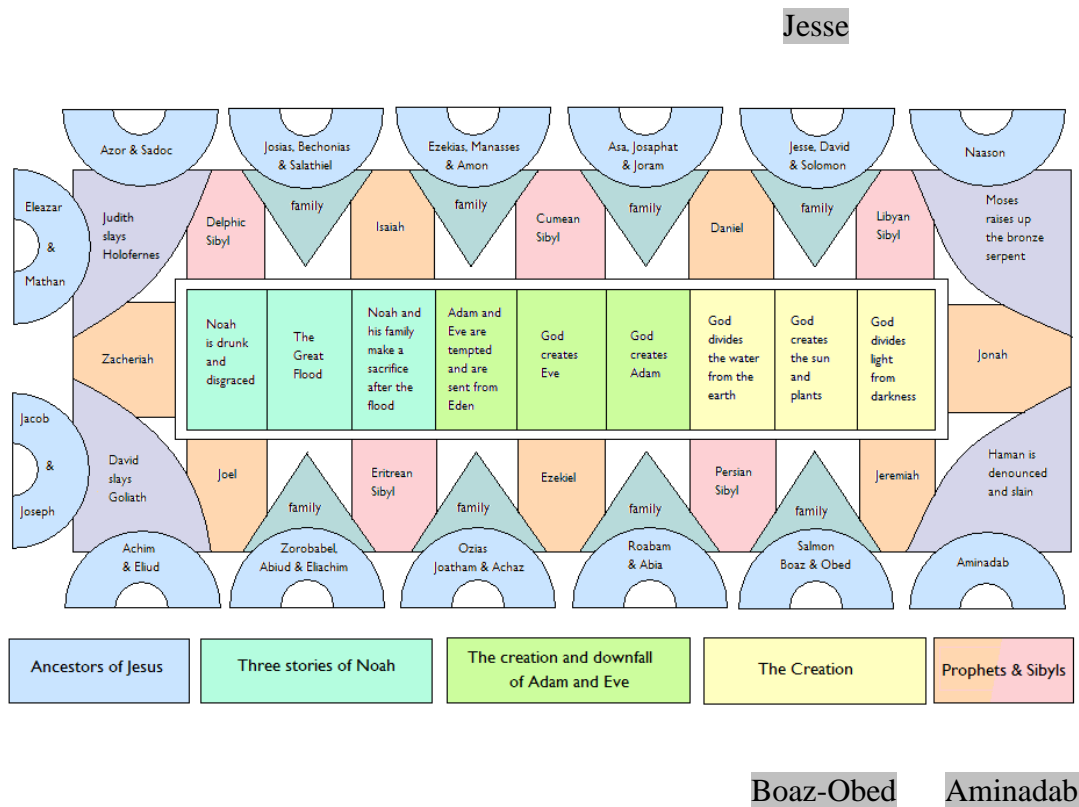 Jesse
Azor & Sadoc
Josias, Bechonias
& Salathiel
Ezekias, Manasses
& Amon
Asa, Josaphat
& Joram
Jesse, David
& Solomon
Naason
Eleazar
&
Mathan
Judith
slays
Holofernes
Delphic
Sibyl
family
Isaiah
family
Cumean
Sibyl
family
Daniel
family
Libyan
Sibyl
Moses
raises up
the bronze
serpent
Zacheriah
Noah
is drunk
and
disgraced
The
Great
Flood
Noah and
his family
make a
sacrifice
after the
flood
Adam and
Eve are
tempted
and are
sent from
Eden
God
creates
Eve
God
creates
Adam
God
divides
the water
from the
earth
God
creates
the sun
and
plants
God
divides
light
from
darkness
Jonah
Jacob
&
Joseph
David
slays
Goliath
Joel
family
Eritrean
Sibyl
family
Ezekiel
family
Persian
Sibyl
family
Jeremiah
Haman is
denounced
and slain
Achim
& Eliud
Zorobabel,
Abiud & Eliachim
Ozias
Joatham & Achaz
Roabam
& Abia
Salmon
Boaz & Obed
Aminadab
Ancestors of Jesus
Three stories of Noah
The creation and downfall
of Adam and Eve
The Creation
Prophets & Sibyls
Boaz-Obed
Aminadab